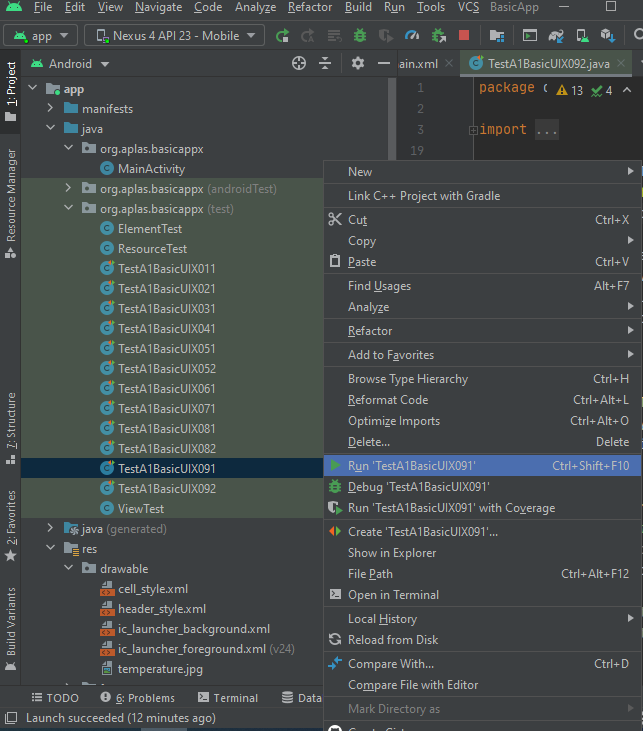 File Edit View Navigate Code Analyze Refactor Build Run Tools VCS BasicApp
app Nexus 4 API 23 - Mobile
Android
ain.xml TestA1BasicUIX092.java
1: Project
Resource Manager
7: Structure
2: Favorites
Build Variants
app
manifests
java
org.aplas.basicappx
MainActivity
org.aplas.basicappx (androidTest)
org.aplas.basicappx (test)
ElementTest
ResourceTest
TestA1BasicUIX011
TestA1BasicUIX021
TestA1BasicUIX031
TestA1BasicUIX041
TestA1BasicUIX051
TestA1BasicUIX052
TestA1BasicUIX061
TestA1BasicUIX071
TestA1BasicUIX081
TestA1BasicUIX082
TestA1BasicUIX091
TestA1BasicUIX092
ViewTest
java (generated)
res
drawable
cell_style.xml
header_style.xml
ic_launcher_background.xml
ic_launcher_foreground.xml (v24)
temperature.jpg
1 package 13 4
2
3 import ...
19
New
Link C++ Project with Gradle
Cut Ctrl+X
Copy
Paste Ctrl+V
Find Usages Alt+F7
Analyze
Refactor
Add to Favorites
Browse Type Hierarchy Ctrl+H
Reformat Code Ctrl+Alt+L
Optimize Imports Ctrl+Alt+O
Delete... Delete
Run 'TestA1BasicUIX091' Ctrl+Shift+F10
Debug 'TestA1BasicUIX091'
Run 'TestA1BasicUIX091' with Coverage
Create 'TestA1BasicUIX091'...
Show in Explorer
File Path Ctrl+Alt+F12
Open in Terminal
Local History
Reload from Disk
Compare With... Ctrl+D
Compare File with Editor
Mark Directory as
TODO 6: Problems Terminal Data
Launch succeeded (12 minutes ago)